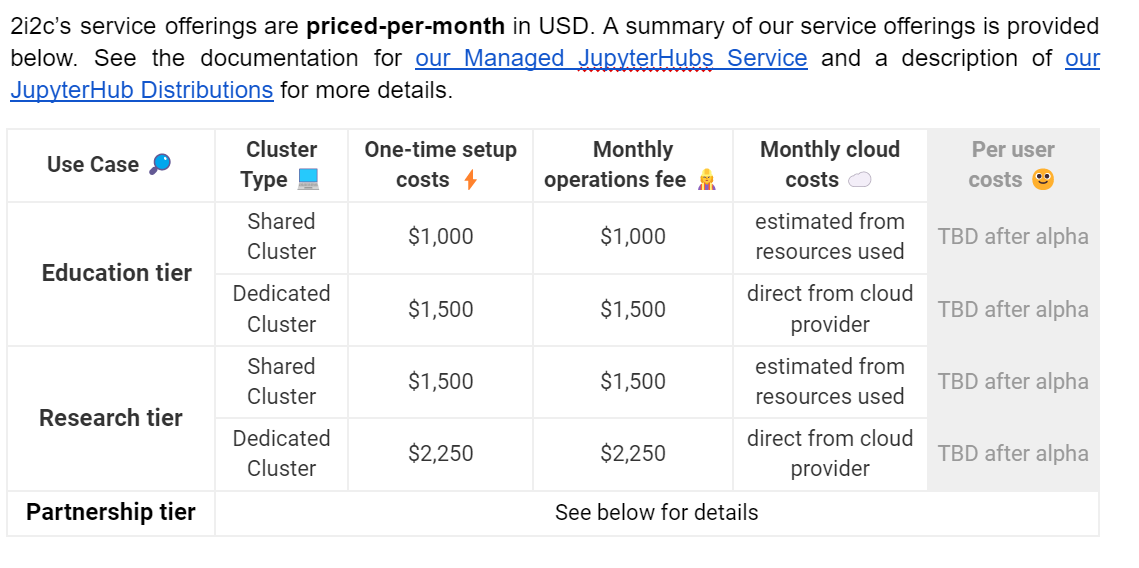 2i2c’s service offerings are priced-per-month in USD. A summary of our service offerings is provided
below. See the documentation for our Managed JupyterHubs Service and a description of our
JupyterHub Distributions for more details.
Use Case 🔎
Cluster
Type 💻
One-time setup
costs ⚡
Monthly
operations fee 👷‍♀️
Monthly cloud
costs ☁️
Per user
costs 🙂
Education tier
Shared
Cluster
$1,000
$1,000
estimated from
resources used
TBD after alpha
Dedicated
Cluster
$1,500
$1,500
direct from cloud
provider
TBD after alpha
Research tier
Shared
Cluster
$1,500
$1,500
estimated from
resources used
TBD after alpha
Dedicated
Cluster
$2,250
$2,250
direct from cloud
provider
TBD after alpha
Partnership tier
See below for details